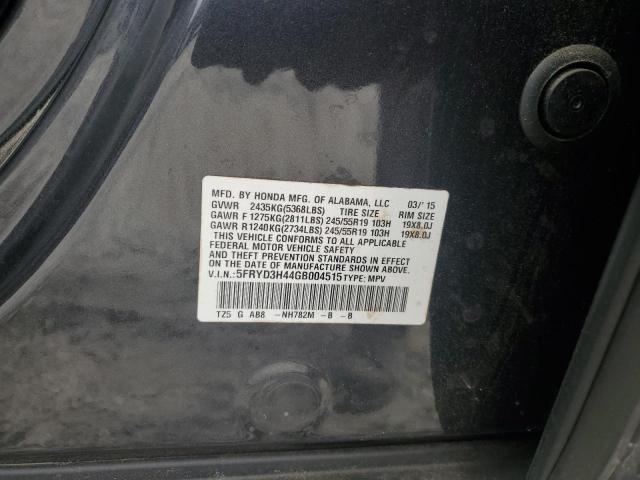 MFD. BY HONDA MFG. OF ALABAMA, LLC 03/'15
GVWR 2435KG(5368LBS) TIRE SIZE RIM SIZE
GAWR F 1275KG(2811LBS) 245/55R19 103H 19X8.0J
GAWR R1240KG(2734LBS) 245/55R19 103H 19X8.0J
THIS VEHICLE CONFORMS TO ALL APPLICABLE
FEDERAL MOTOR VEHICLE SAFETY
AND THEFT PREVENTION STANDARDS IN EFFECT
ON THE DATE OF MANUFACTURE SHOWN ABOVE.
V.I.N.:5FRYD3H44GB004515 TYPE: MPV
TZ5 G AB8 -NH782M -B -B